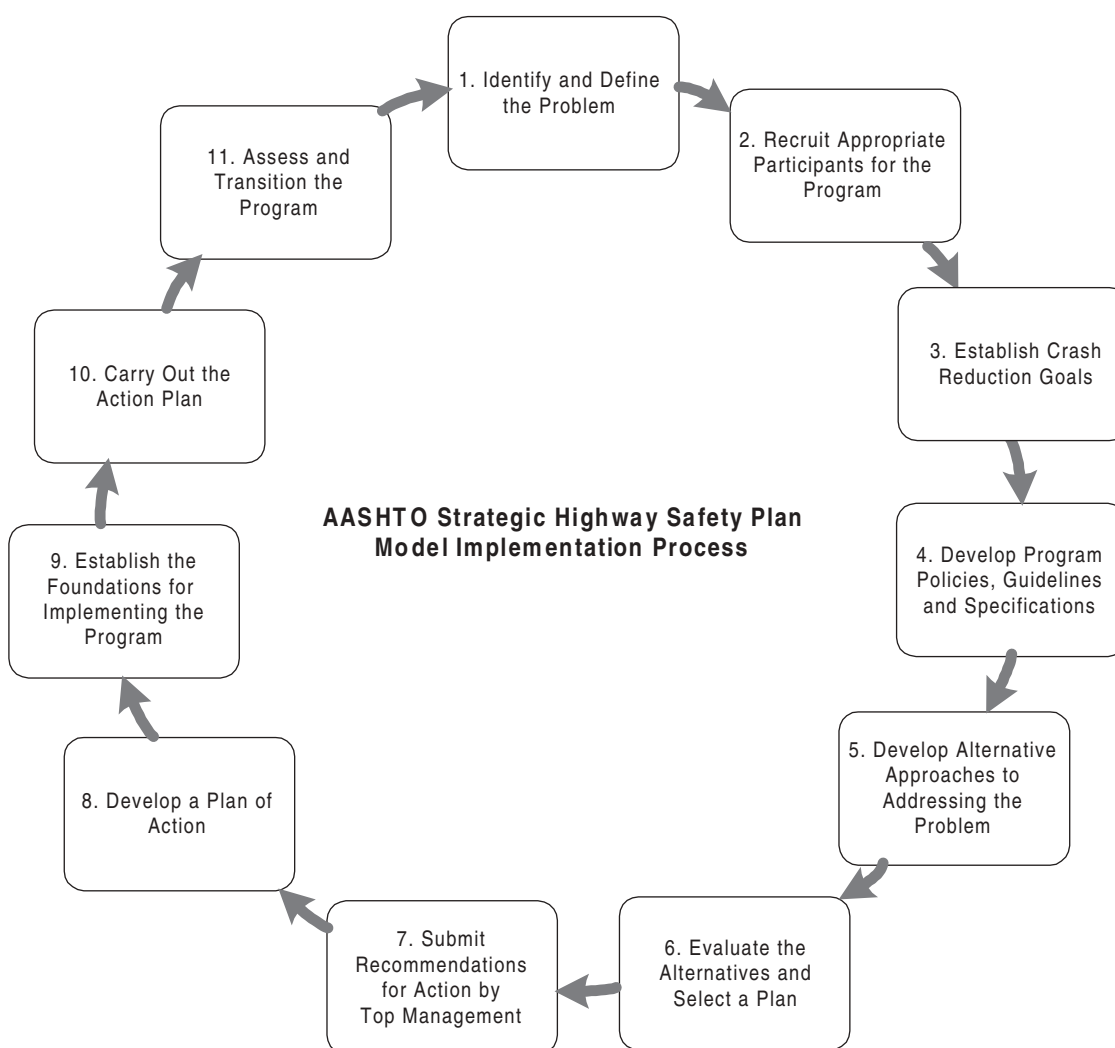 1. Identify and Define
the Problem
2. Recruit Appropriate
Participants for the
Program
3. Establish Crash
Reduction Goals
4. Develop Program
Policies, Guidelines
and Specifications
5. Develop Alternative
Approaches to
Addressing the
Problem
6. Evaluate the
Alternatives and
Select a Plan
7. Submit
Recommendations
for Action by
Top Management
8. Develop a Plan of
Action
9. Establish the
Foundations for
Implementing the
Program
10. Carry Out the
Action Plan
11. Assess and
Transition the
Program
AASHTO Strategic Highway Safety Plan
Model Implementation Process